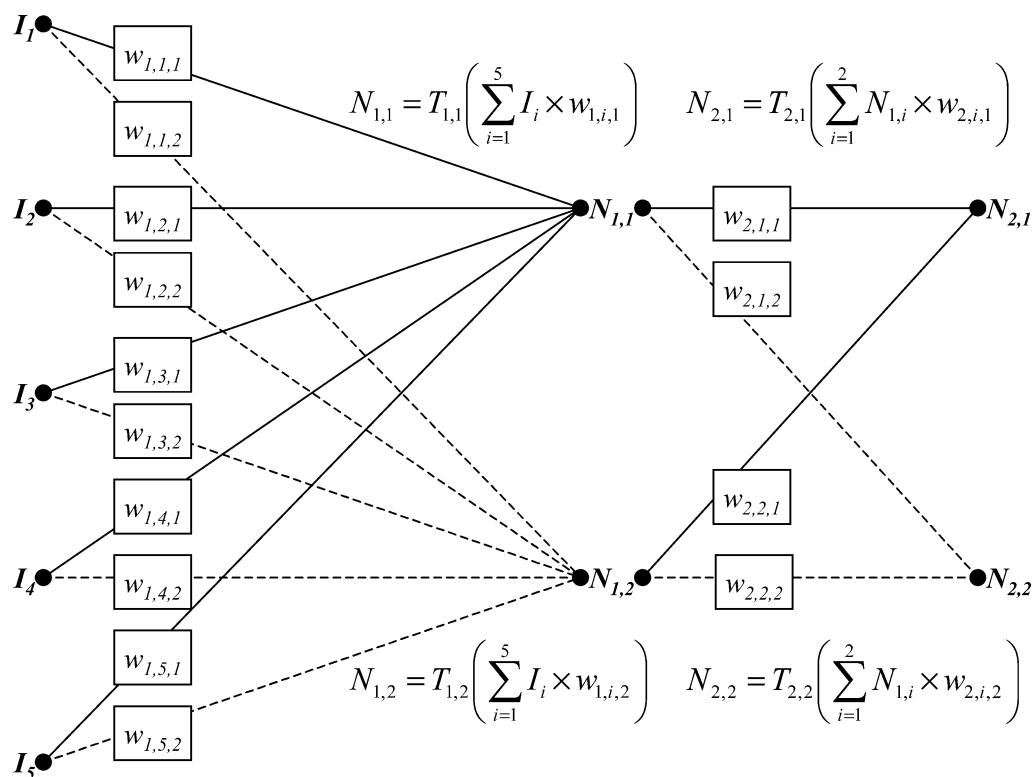 I1
w1,1,1
N1,1 = T1,1( 5∑i=1 Ii × w1,i,1 )
N2,1 = T2,1( 2∑i=1 N1,i × w2,i,1 )
w1,1,2
I2
w1,2,1
N1,1
w2,1,1
N2,1
w1,2,2
w2,1,2
w1,3,1
I3
w1,3,2
w1,4,1
w2,2,1
I4
w1,4,2
N1,2
w2,2,2
N2,2
w1,5,1
N1,2 = T1,2( 5∑i=1 Ii × w1,i,2 )
N2,2 = T2,2( 2∑i=1 N1,i × w2,i,2 )
w1,5,2
I5